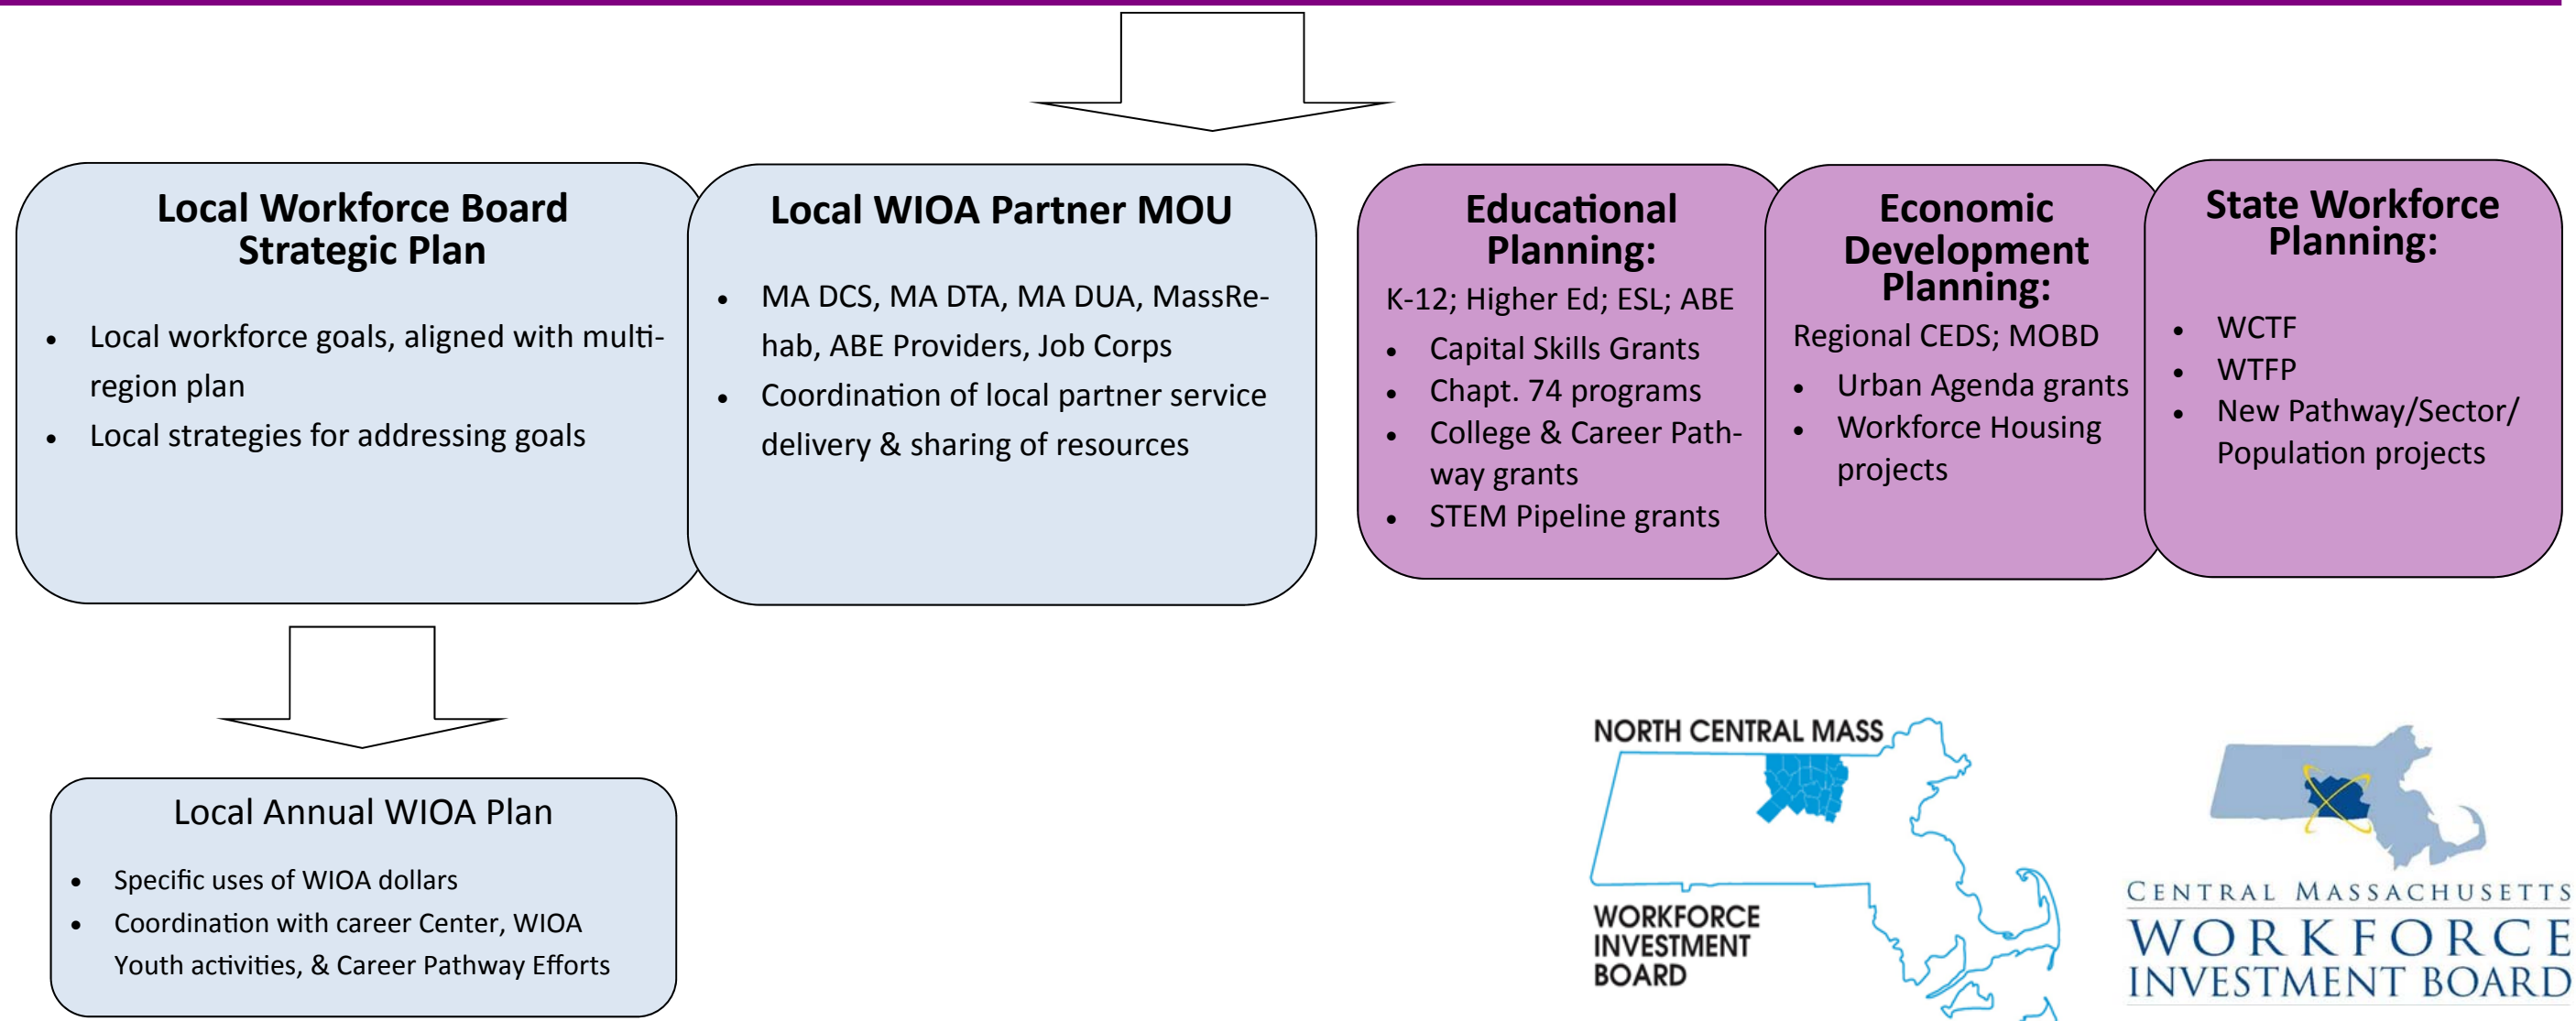 Local Workforce Board
Strategic Plan
• Local workforce goals, aligned with multi-
region plan
• Local strategies for addressing goals
Local WIOA Partner MOU
• MA DCS, MA DTA, MA DUA, MassRe-
hab, ABE Providers, Job Corps
• Coordination of local partner service
delivery & sharing of resources
Educational
Planning:
K-12; Higher Ed; ESL; ABE
• Capital Skills Grants
• Chapt. 74 programs
• College & Career Path-
way grants
• STEM Pipeline grants
Economic
Development
Planning:
Regional CEDS; MOBD
• Urban Agenda grants
• Workforce Housing
projects
State Workforce
Planning:
• WCTF
• WTFP
• New Pathway/Sector/
Population projects
Local Annual WIOA Plan
• Specific uses of WIOA dollars
• Coordination with career Center, WIOA
Youth activities, & Career Pathway Efforts
NORTH CENTRAL MASS
WORKFORCE
INVESTMENT
BOARD
CENTRAL MASSACHUSETTS
WORKFORCE
INVESTMENT BOARD